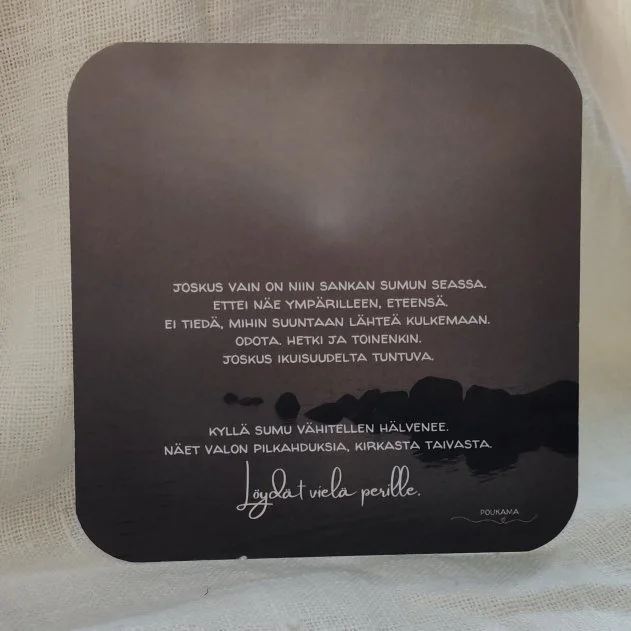 JOSKUS VAIN ON NIIN SANKAN SUMUN SEASSA.
ETTEI NÄE YMPÄRILLEEN, ETEENSÄ.
EI TIEDÄ, MIHIN SUUNTAAN LÄHTEÄ KULKEMAAN.
ODOTA. HETKI JA TOINENKIN.
JOSKUS IKUISUUDELTA TUNTUVA.
KYLLÄ SUMU VÄHITELLEN HÄLVENEE.
NÄET VALON PILKAHDUKSIA, KIRKASTA TAIVASTA.
Löydät vielä perille.
POUKAMA